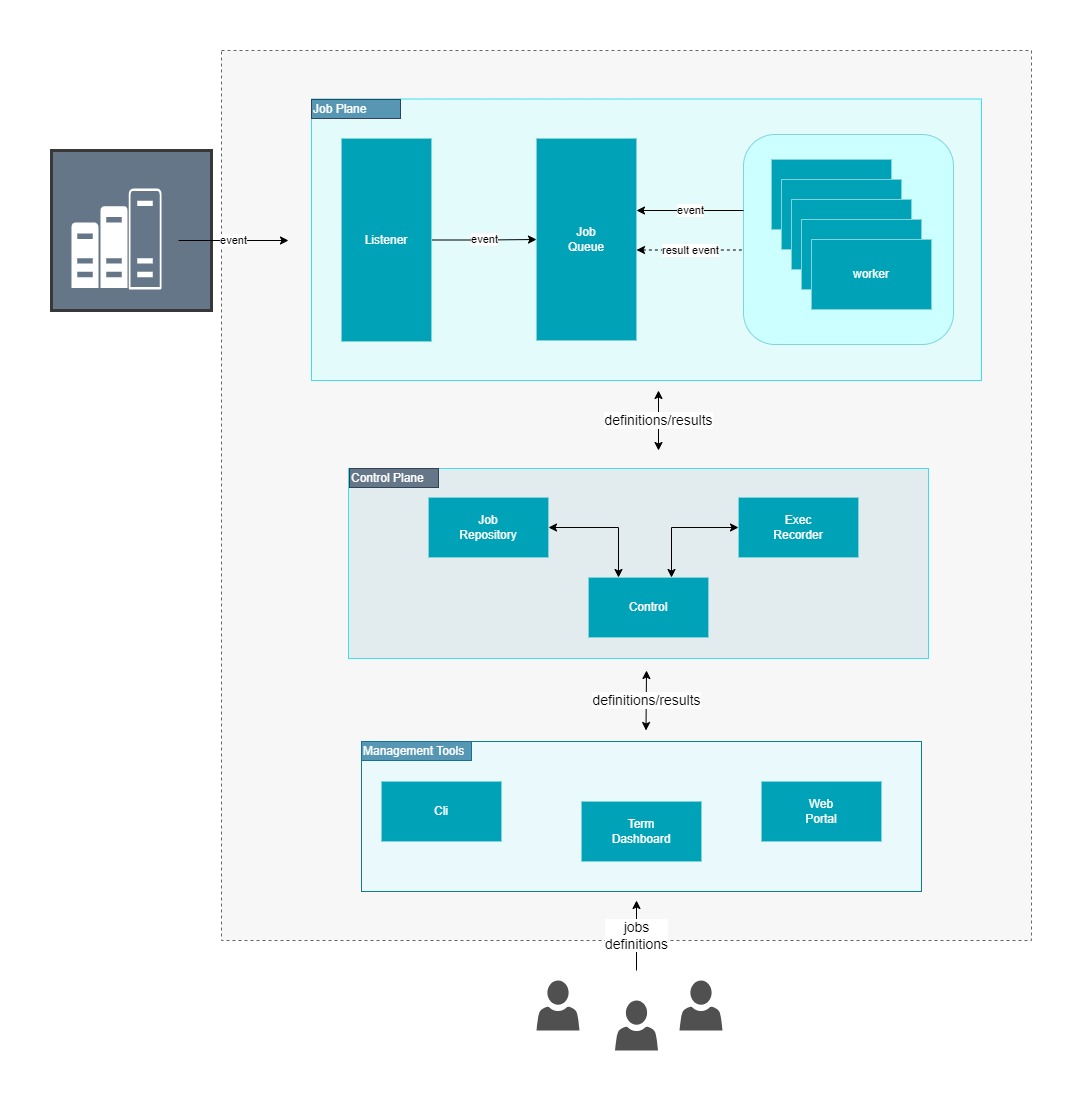 Job Plane
Listener
Job
Queue
event
event
event
result event
worker
definitions/results
Control Plane
Job
Repository
Exec
Recorder
Control
definitions/results
Management Tools
Cli
Term
Dashboard
Web
Portal
jobs
definitions